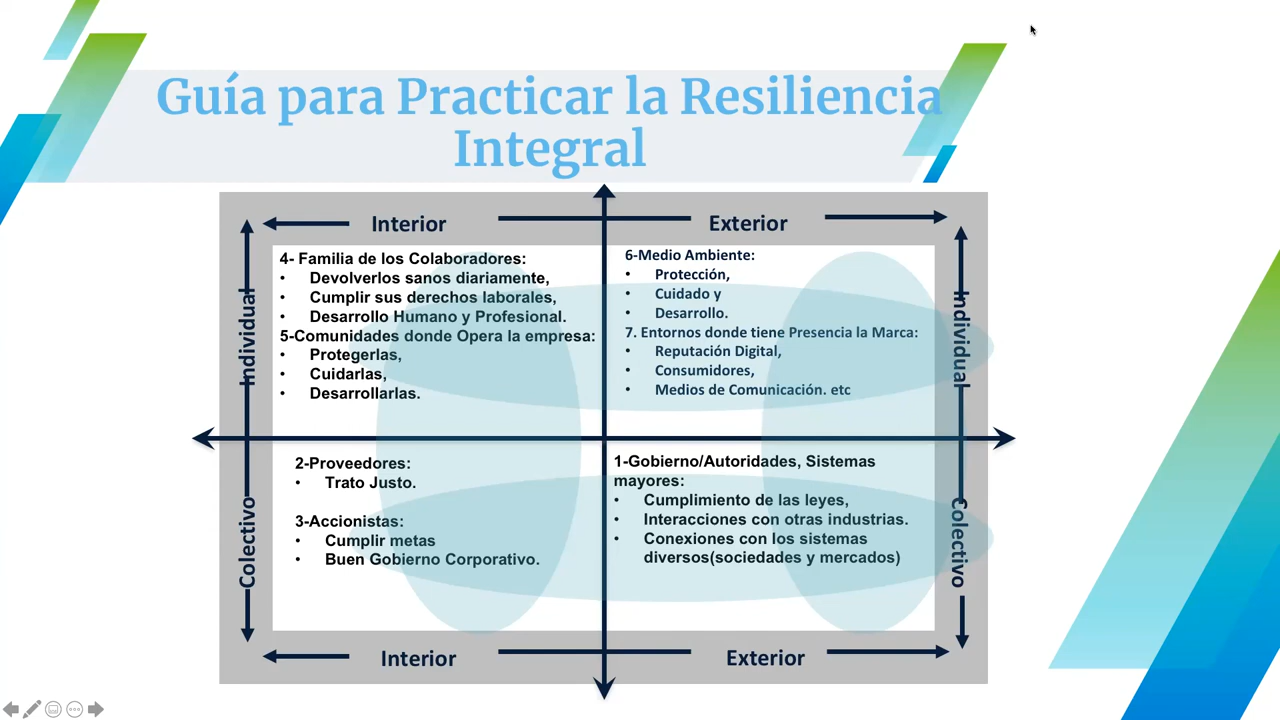 Guía para Practicar la Resiliencia
Integral
Interior
Exterior
Individual
4- Familia de los Colaboradores:
• Devolverlos sanos diariamente,
• Cumplir sus derechos laborales,
• Desarrollo Humano y Profesional.
5-Comunidades donde Opera la empresa:
• Protegerlas,
• Cuidarlas,
• Desarrollarlas.
6-Medio Ambiente:
• Protección,
• Cuidado y
• Desarrollo.
7. Entornos donde tiene Presencia la Marca:
• Reputación Digital,
• Consumidores,
• Medios de Comunicación. etc
Individual
Colectivo
2-Proveedores:
• Trato Justo.
3-Accionistas:
• Cumplir metas
• Buen Gobierno Corporativo.
1-Gobierno/Autoridades, Sistemas
mayores:
• Cumplimiento de las leyes,
• Interacciones con otras industrias.
• Conexiones con los sistemas
diversos(sociedades y mercados)
Colectivo
Interior
Exterior